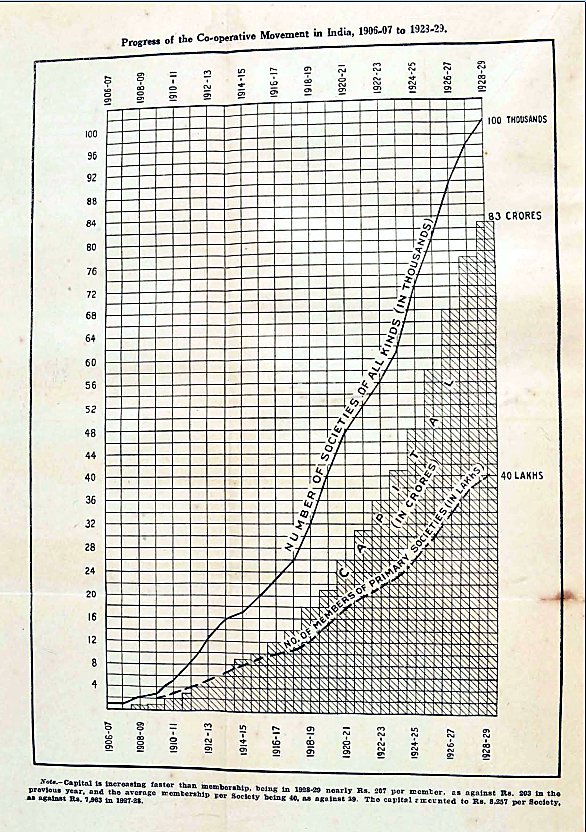 Progress of the Co-operative Movement in India, 1906-07 to 1928-29.
1906-07 1908-09 1910-11 1912-13 1914-15 1916-17 1918-19 1920-21 1922-23 1924-25 1926-27 1928-29
100
96
92
88
84
80
76
72
68
64
60
56
52
48
44
40
36
32
28
24
20
16
12
8
4
100 THOUSANDS
83 CRORES
40 LAKHS
NUMBER OF SOCIETIES OF ALL KINDS (IN THOUSANDS)
CAPITAL
(IN CRORES)
NO. OF MEMBERS OF PRIMARY SOCIETIES (IN LAKHS)
1906-07 1908-09 1910-11 1912-13 1914-15 1916-17 1918-19 1920-21 1922-23 1924-25 1926-27 1928-29
Note.—Capital is increasing faster than membership, being in 1928-29 nearly Rs. 207 per member, as against Rs. 203 in the
previous year, and the average membership per Society being 40, as against 39. The capital amounted to Rs. 8,257 per Society,
as against Rs. 7,963 in 1927-28.